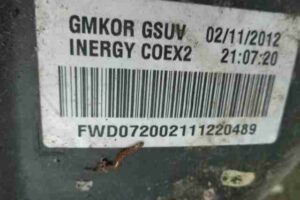 GMKOR GSUV 02/11/2012
INERGY COEX2 21:07:20
FWD072002111220489